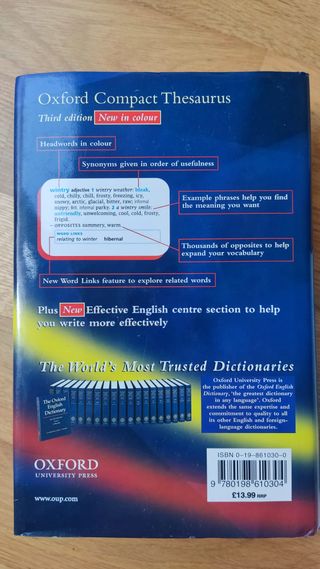 Oxford Compact Thesaurus
Third edition New in colour
Headwords in colour
Synonyms given in order of usefulness
wintry adjective 1 wintry weather: bleak,
cold, chilly, chill, frosty, freezing, icy,
snowy, arctic, glacial, bitter, raw; informal
nippy; Brit. informal parky. 2 a wintry smile:
unfriendly, unwelcoming, cool, cold, frosty,
frigid.
– OPPOSITES summery, warm.
WORD LINKS
relating to winter hibernal
Example phrases help you find
the meaning you want
Thousands of opposites to help
expand your vocabulary
New Word Links feature to explore related words
Plus New Effective English centre section to help
you write more effectively
The World's Most Trusted Dictionaries
The Oxford
English
Dictionary
Oxford University Press is
the publisher of the Oxford English
Dictionary, 'the greatest dictionary
in any language'. Oxford
extends the same expertise and
commitment to quality to all
its other English and foreign-
language dictionaries.
OXFORD
UNIVERSITY PRESS
www.oup.com
ISBN 0-19-861030-0
9 780198 610304
£13.99 RRP